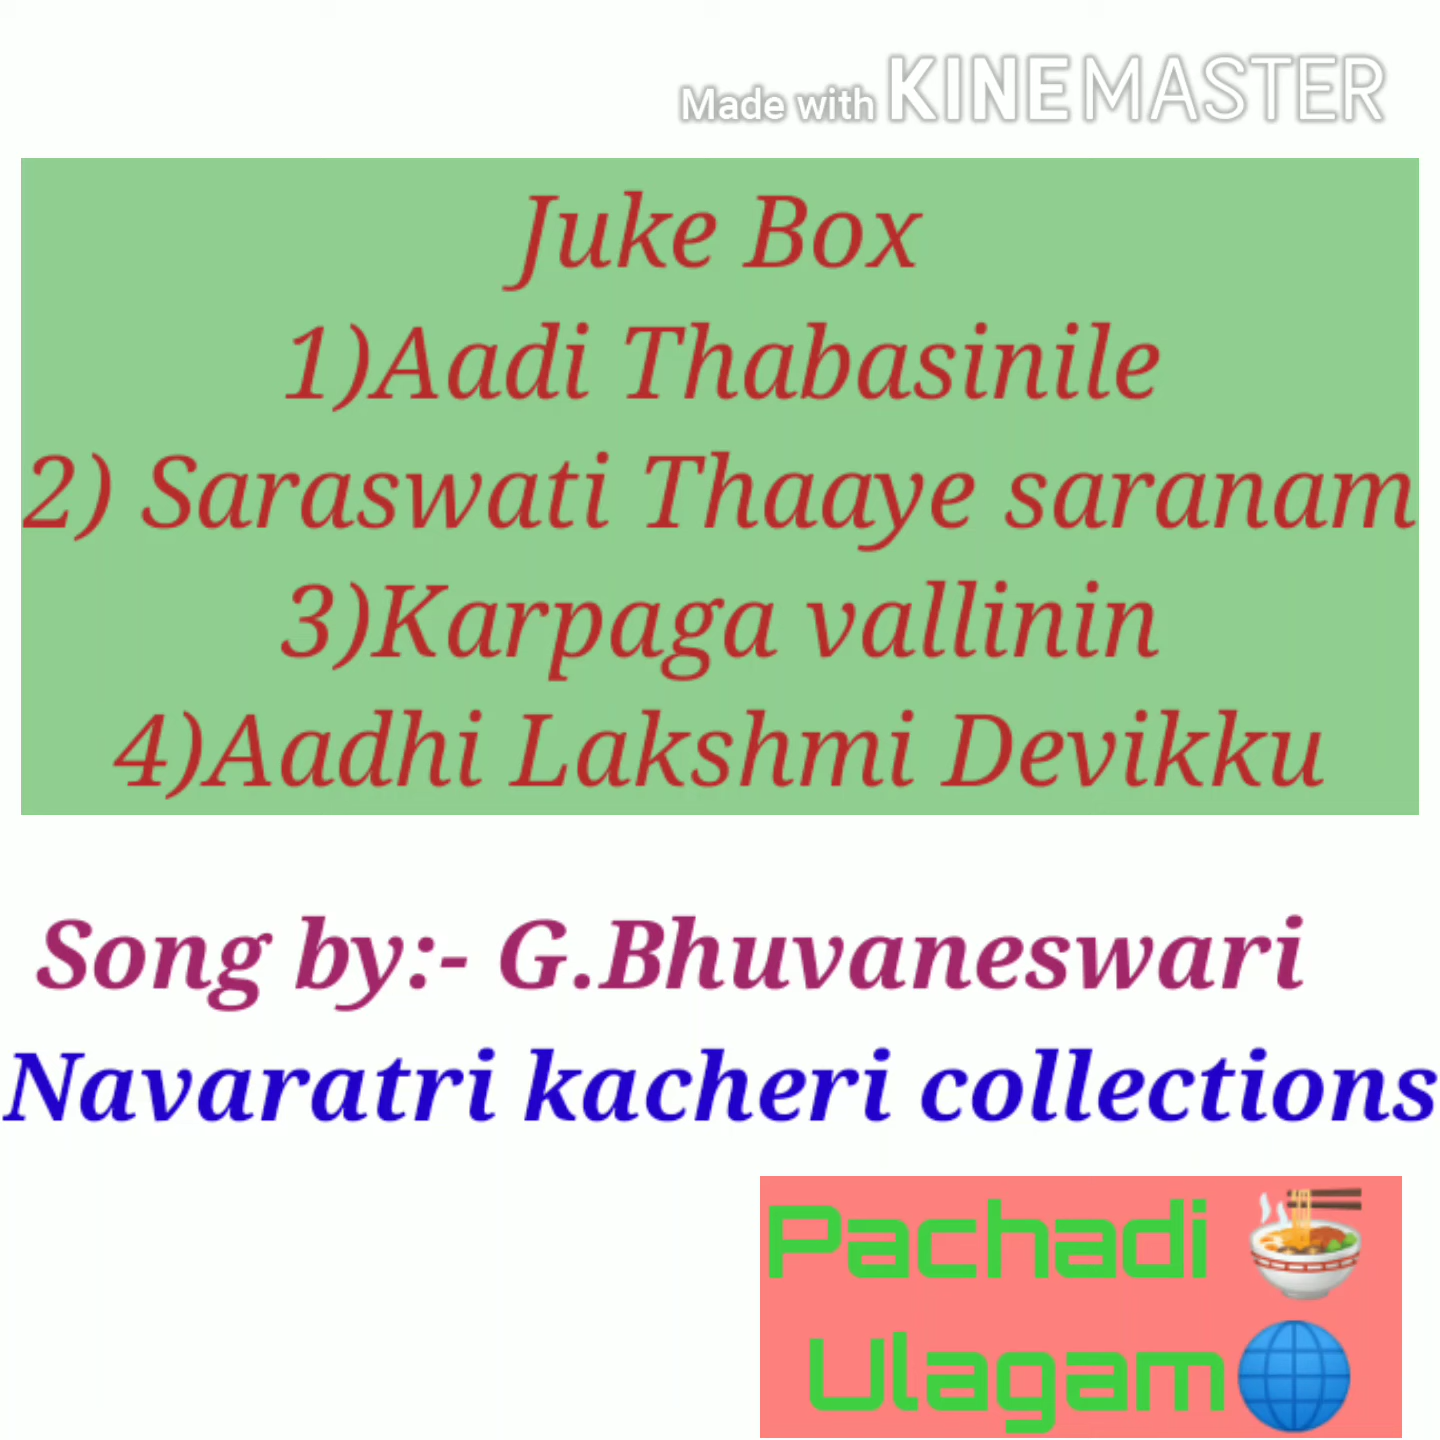 Made with KINEMASTER
Juke Box
1)Aadi Thabasinile
2) Saraswati Thaaye saranam
3)Karpaga vallinin
4)Aadhi Lakshmi Devikku
Song by:- G.Bhuvaneswari
Navaratri kacheri collections
Pachadi 🍜
Ulagam🌐